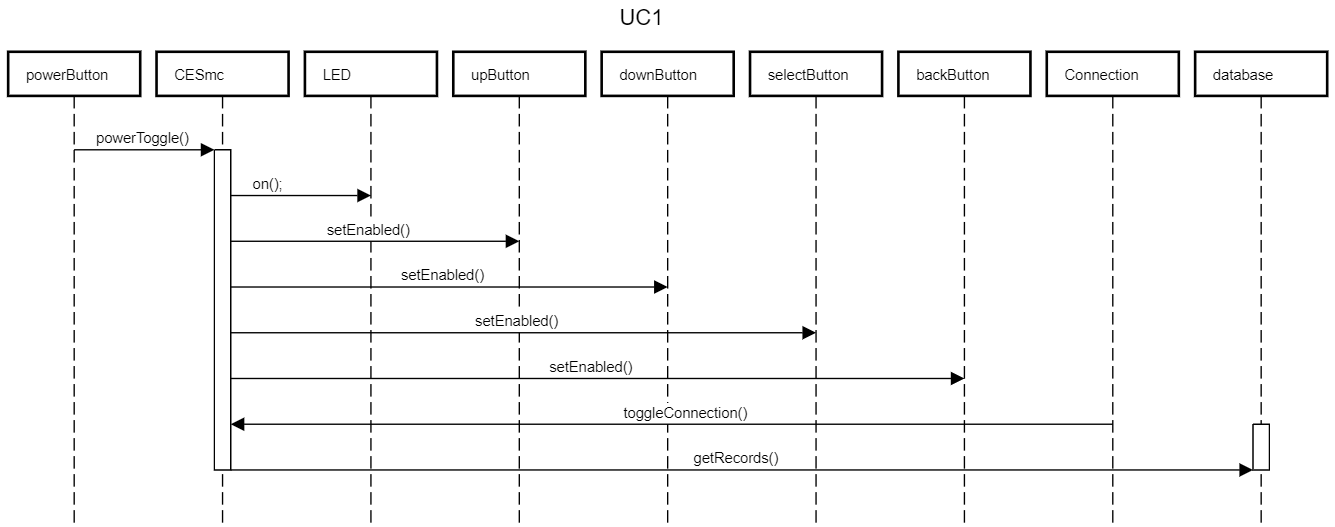 UC1
powerButton
CESmc
LED
upButton
downButton
selectButton
backButton
Connection
database
powerToggle()
on();
setEnabled()
setEnabled()
setEnabled()
setEnabled()
toggleConnection()
getRecords()